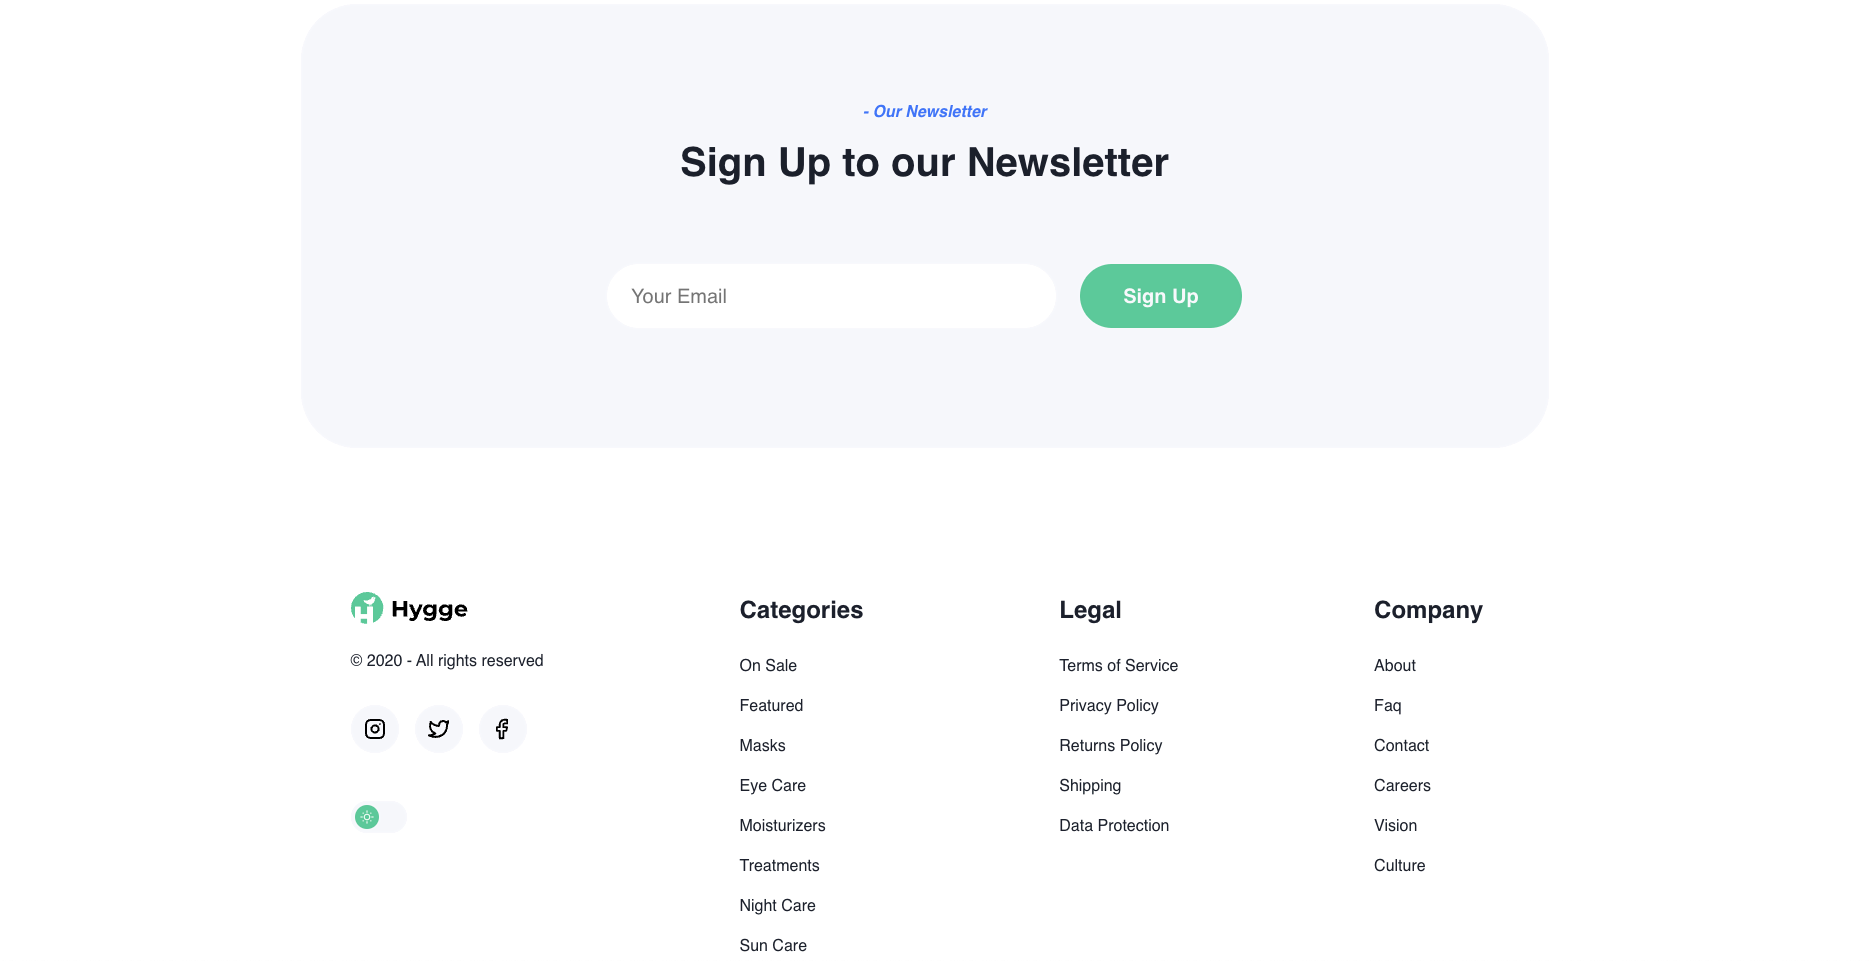 - Our Newsletter
Sign Up to our Newsletter
Your Email
Sign Up
Hygge
© 2020 - All rights reserved
Categories
On Sale
Featured
Masks
Eye Care
Moisturizers
Treatments
Night Care
Sun Care
Legal
Terms of Service
Privacy Policy
Returns Policy
Shipping
Data Protection
Company
About
Faq
Contact
Careers
Vision
Culture